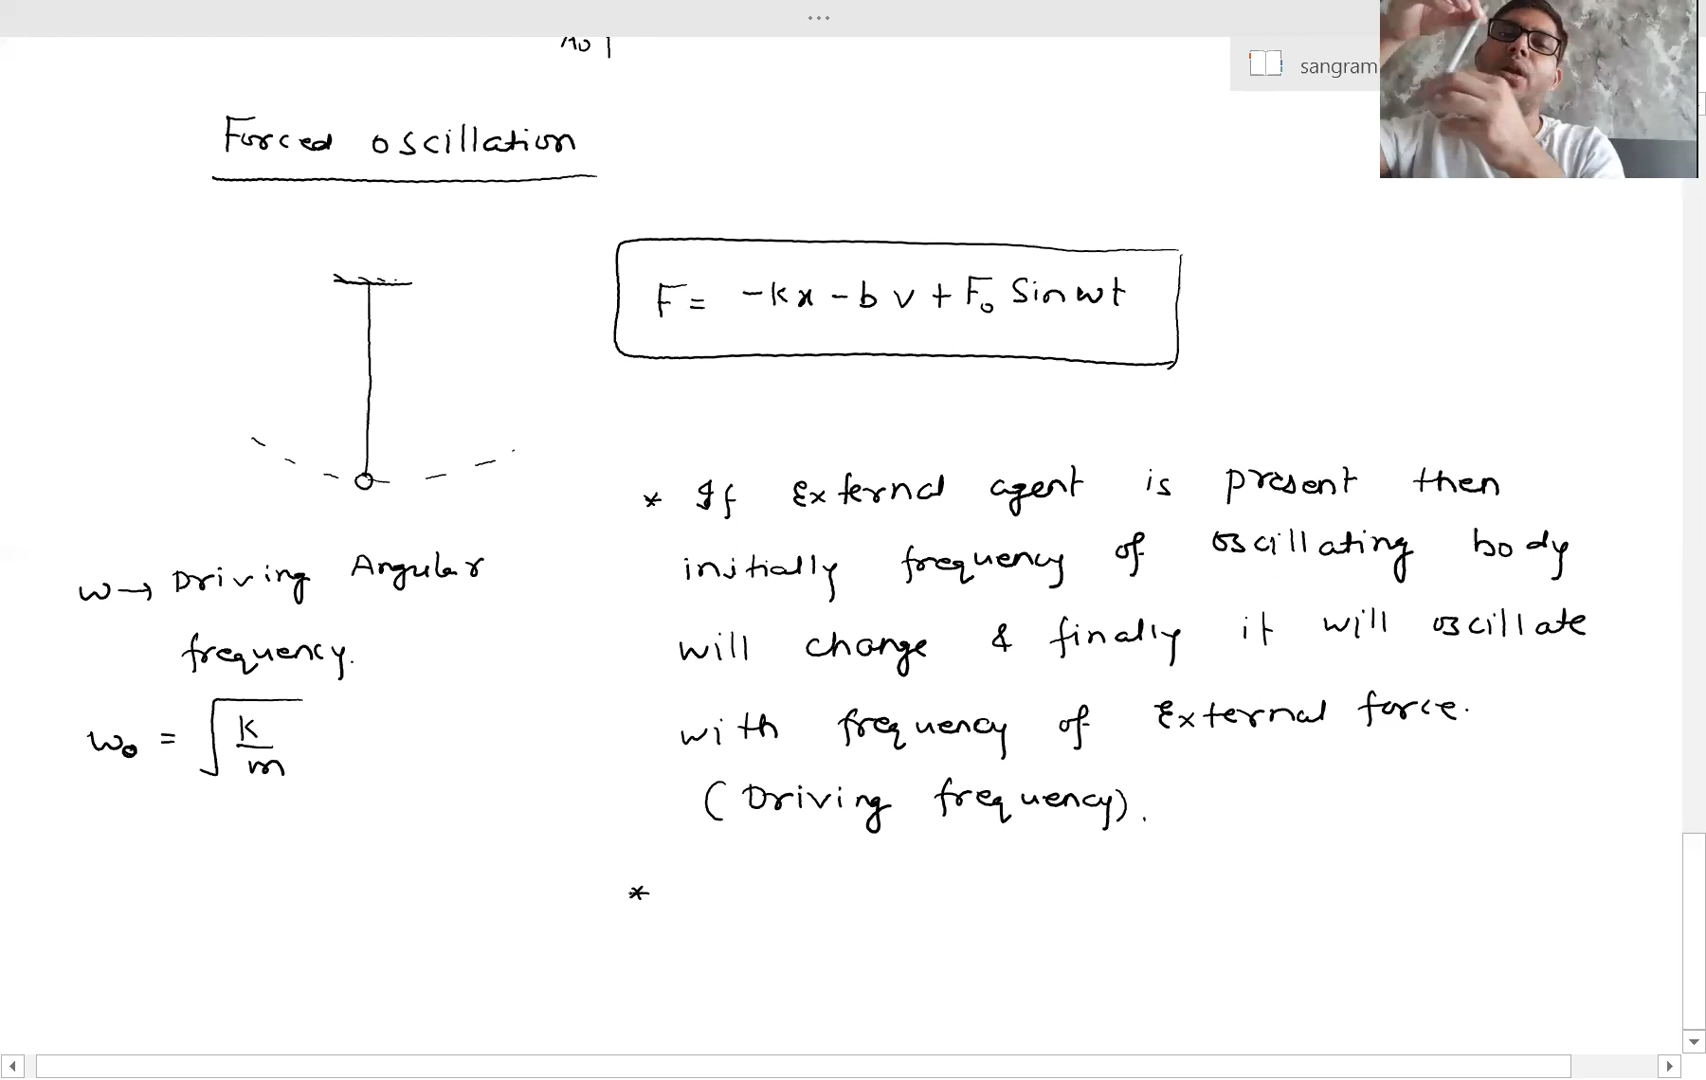 sangram
Forced oscillation
F = -kx - bv + F₀ Sin wt
* If External agent is present then
initially frequency of oscillating body
will change & finally it will oscillate
with frequency of External force.
(Driving frequency).
*
w → Driving Angular
frequency.
w₀ = √(k/m)